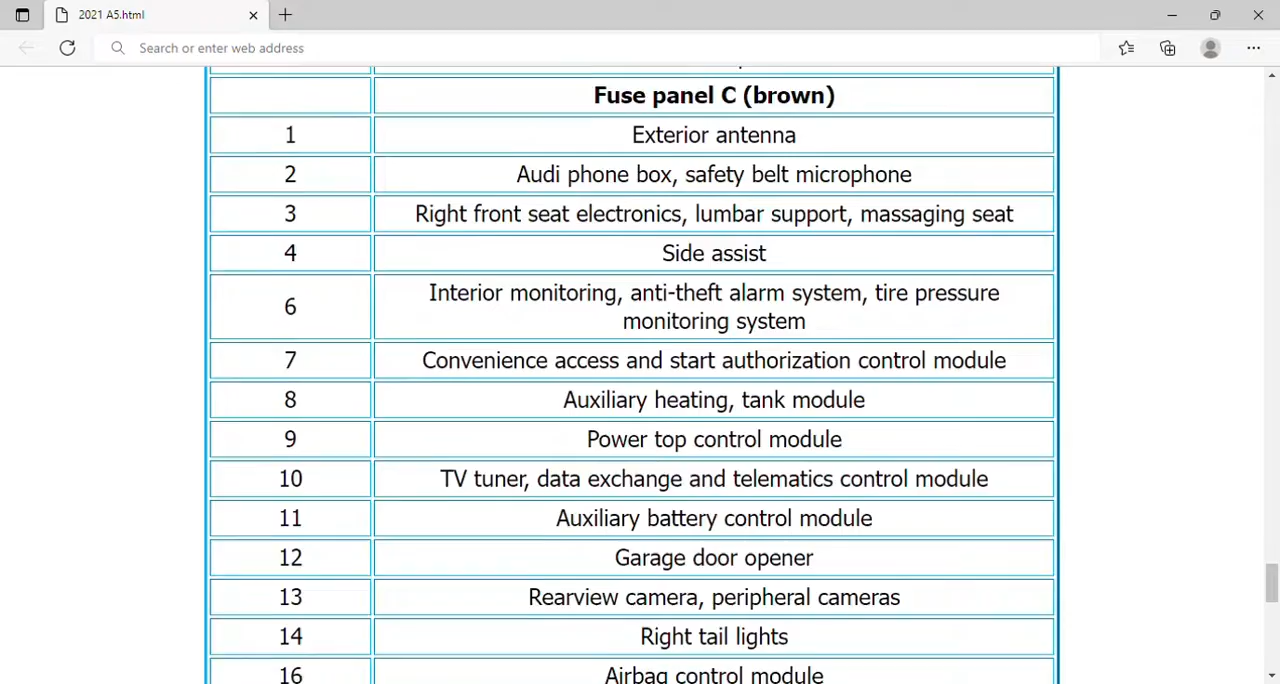 2021 A5.html
Search or enter web address
Fuse panel C (brown)
1 Exterior antenna
2 Audi phone box, safety belt microphone
3 Right front seat electronics, lumbar support, massaging seat
4 Side assist
6 Interior monitoring, anti-theft alarm system, tire pressure
monitoring system
7 Convenience access and start authorization control module
8 Auxiliary heating, tank module
9 Power top control module
10 TV tuner, data exchange and telematics control module
11 Auxiliary battery control module
12 Garage door opener
13 Rearview camera, peripheral cameras
14 Right tail lights
16 Airbag control module